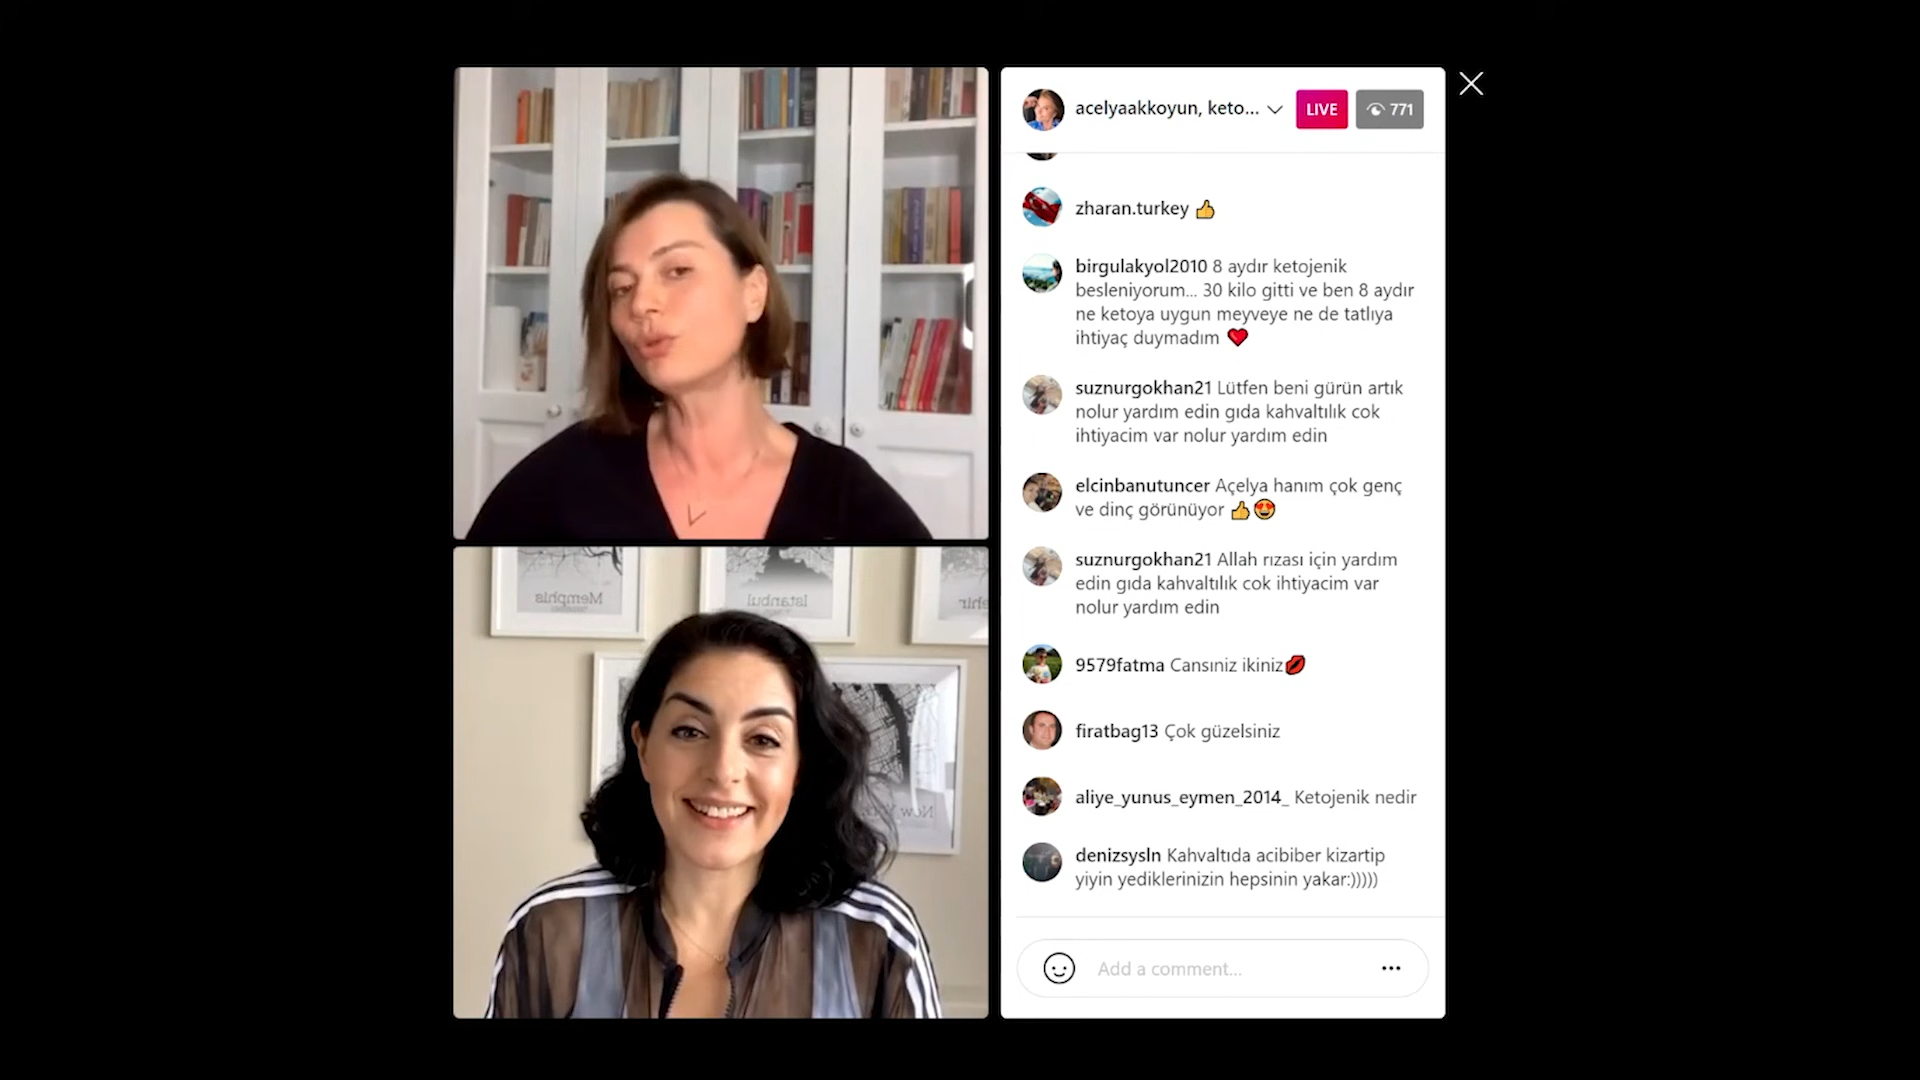 acelyaakkoyun, keto...
LIVE
771
zharan.turkey 👍
birgulakyol2010 8 aydır ketojenik
besleniyorum... 30 kilo gitti ve ben 8 aydır
ne ketoya uygun meyveye ne de tatlıya
ihtiyaç duymadım ❤
suznurgokhan21 Lütfen beni gürün artık
nolur yardım edin gıda kahvaltılık cok
ihtiyacim var nolur yardım edin
elcinbanutuncer Açelya hanım çok genç
ve dinç görünüyor 👍😍
suznurgokhan21 Allah rızası için yardım
edin gıda kahvaltılık cok ihtiyacim var
nolur yardım edin
9579fatma Cansınız ikiniz💋
firatbag13 Çok güzelsiniz
aliye_yunus_eymen_2014_ Ketojenik nedir
denizsysln Kahvaltıda acibiber kizartip
yiyin yediklerinizin hepsinin yakar:)))))
Add a comment...
Memphis
Istanbul
New York